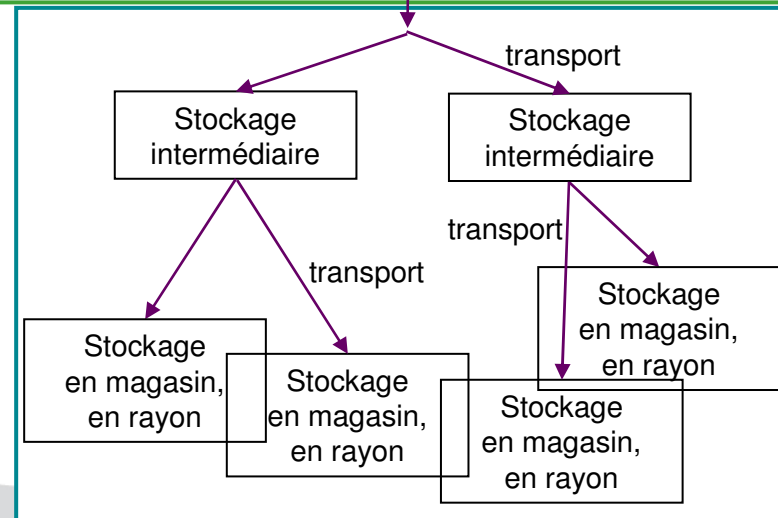 transport
Stockage
intermédiaire
Stockage
intermédiaire
transport
transport
Stockage
en magasin,
en rayon
Stockage
en magasin,
en rayon
Stockage
en magasin,
en rayon
Stockage
en magasin,
en rayon